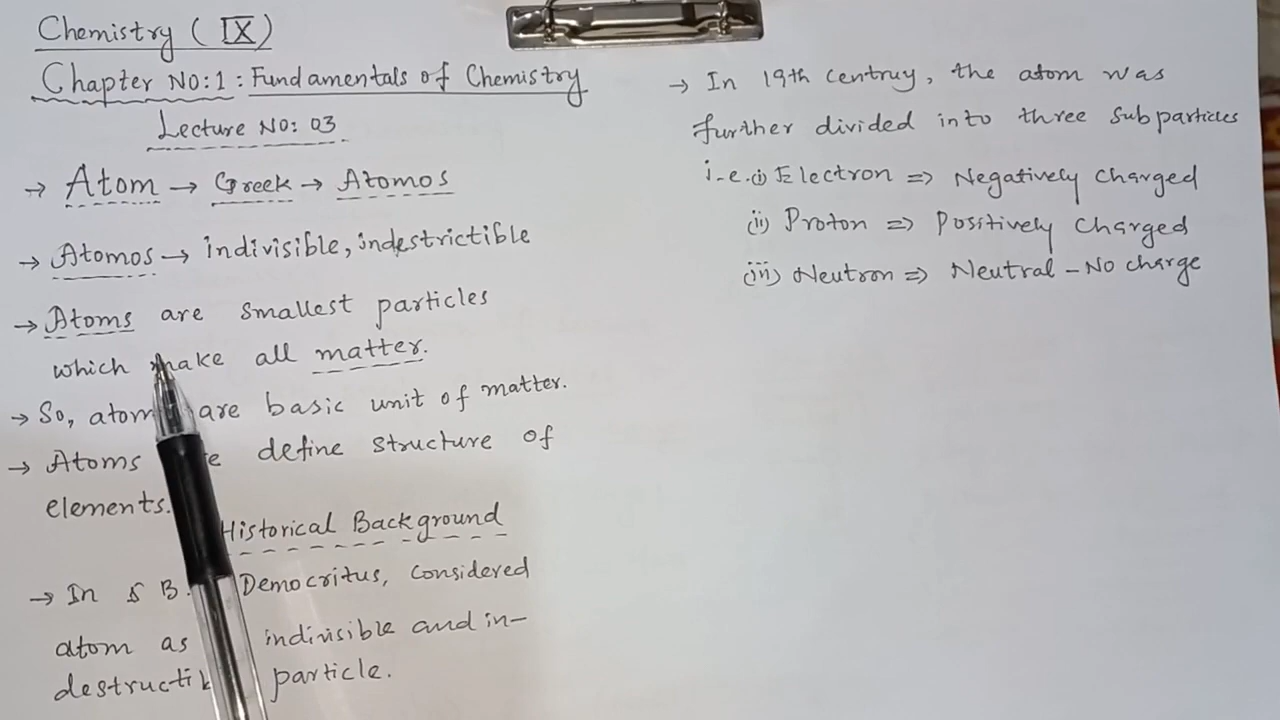 Chemistry (IX)
Chapter NO:1: Fundamentals of Chemistry
Lecture NO: 03
→ Atom → Greek → Atomos
→ Atomos → indivisible, indestrictible
→ Atoms are smallest particles
which make all matter.
→ So, atom are basic unit of matter.
→ Atoms define structure of
elements.
Historical Background
→ In 5 B. Democritus, considered
atom as indivisible and in-
destructi particle.
→ In 19th centruy, the atom was
further divided into three subparticles
i.e. (i) Electron => Negatively charged
(ii) Proton => Positively charged
(iii) Neutron => Neutral - No charge